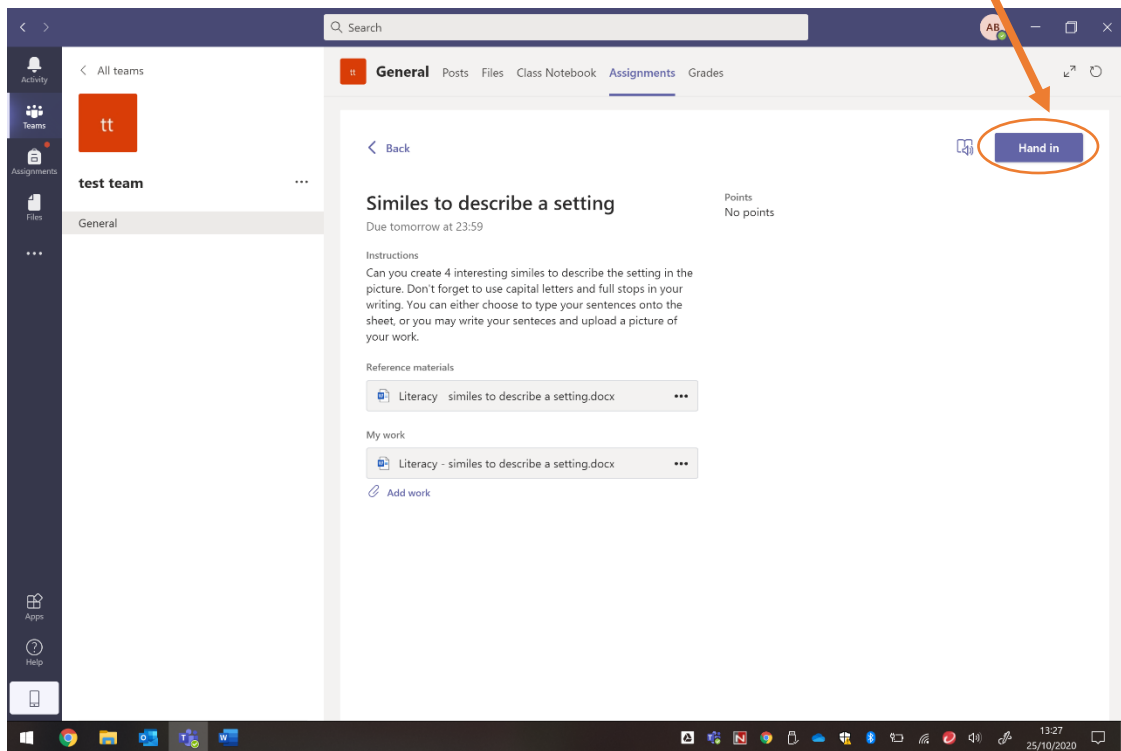 Search
AB
Activity
Teams
Assignments
Files
Apps
Help
All teams
tt
test team
...
General
tt General Posts Files Class Notebook Assignments Grades
Back
Hand in
Similes to describe a setting
Due tomorrow at 23:59
Points
No points
Instructions
Can you create 4 interesting similes to describe the setting in the
picture. Don't forget to use capital letters and full stops in your
writing. You can either choose to type your sentences onto the
sheet, or you may write your senteces and upload a picture of
your work.
Reference materials
Literacy similes to describe a setting.docx
My work
Literacy - similes to describe a setting.docx
Add work
13:27
25/10/2020